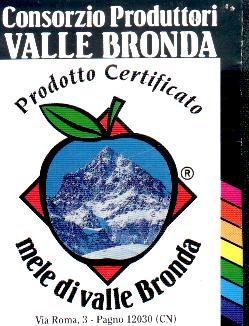 Consorzio Produttori
VALLE BRONDA
Prodotto Certificato
®
mele di valle Bronda
Via Roma, 3 - Pagno 12030 (CN)